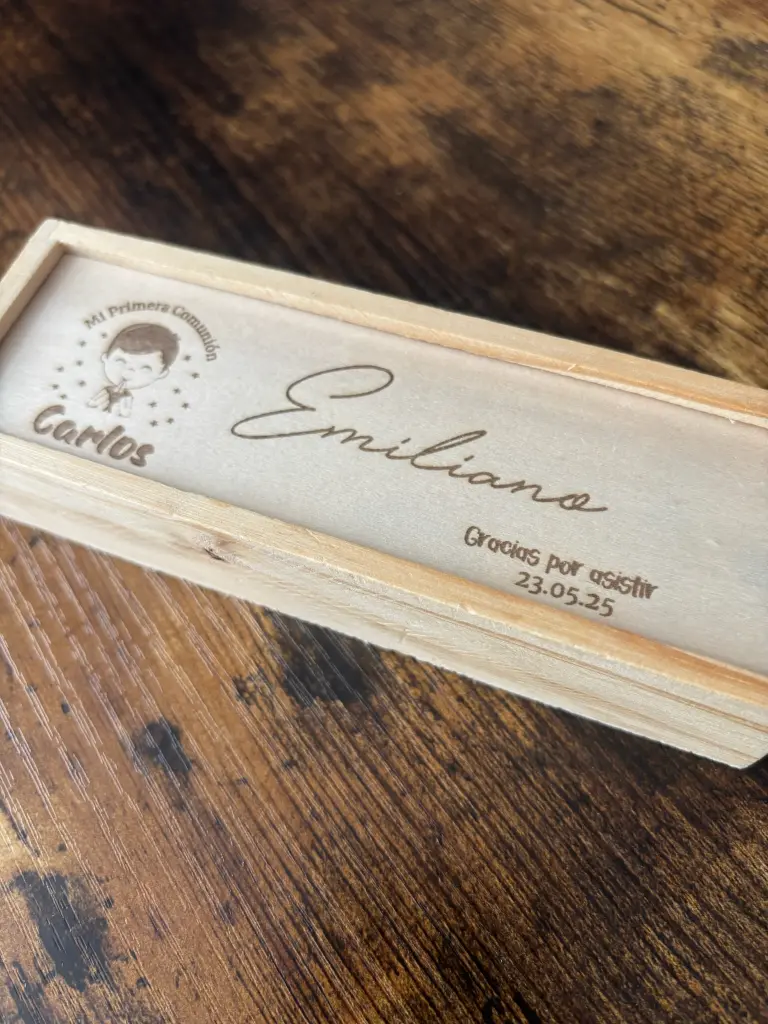 Mi Primera Comunión
Carlos
Emiliano
Gracias por asistir
23.05.25